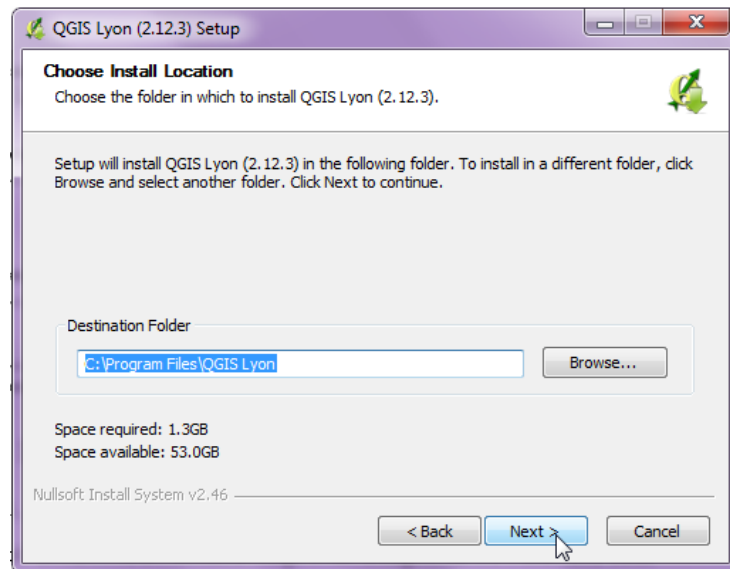 QGIS Lyon (2.12.3) Setup
Choose Install Location
Choose the folder in which to install QGIS Lyon (2.12.3).
Setup will install QGIS Lyon (2.12.3) in the following folder. To install in a different folder, click
Browse and select another folder. Click Next to continue.
Destination Folder
C:\Program Files\QGIS Lyon
Browse...
Space required: 1.3GB
Space available: 53.0GB
Nullsoft Install System v2.46
< Back
Next >
Cancel